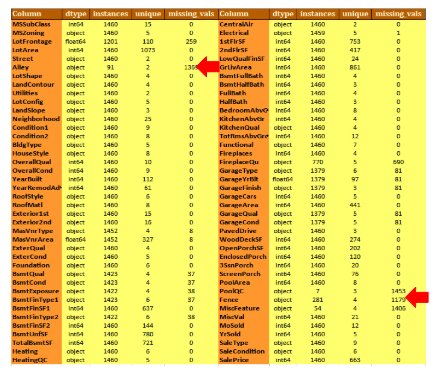 Column dtype instances unique missing_vals Column dtype instances unique missing_vals
MSSubClass int64 1460 15 0 CentralAir object 1460 2 0
MSZoning object 1460 5 0 Electrical object 1459 5 1
LotFrontage float64 1201 110 259 1stFlrSF int64 1460 753 0
LotArea int64 1460 1073 0 2ndFlrSF int64 1460 417 0
Street object 1460 2 0 LowQualFinSF int64 1460 24 0
Alley object 91 2 1369 GrLivArea int64 1460 861 0
LotShape object 1460 4 0 BsmtFullBath int64 1460 4 0
LandContour object 1460 4 0 BsmtHalfBath int64 1460 3 0
Utilities object 1460 2 0 FullBath int64 1460 4 0
LotConfig object 1460 5 0 HalfBath int64 1460 3 0
LandSlope object 1460 3 0 BedroomAbvGr int64 1460 8 0
Neighborhood object 1460 25 0 KitchenAbvGr int64 1460 4 0
Condition1 object 1460 9 0 KitchenQual object 1460 4 0
Condition2 object 1460 8 0 TotRmsAbvGrd int64 1460 12 0
BldgType object 1460 5 0 Functional object 1460 7 0
HouseStyle object 1460 8 0 Fireplaces int64 1460 4 0
OverallQual int64 1460 10 0 FireplaceQu object 770 5 690
OverallCond int64 1460 9 0 GarageType object 1379 6 81
YearBuilt int64 1460 112 0 GarageYrBlt float64 1379 97 81
YearRemodAdd int64 1460 61 0 GarageFinish object 1379 3 81
RoofStyle object 1460 6 0 GarageCars int64 1460 5 0
RoofMatl object 1460 8 0 GarageArea int64 1460 441 0
Exterior1st object 1460 15 0 GarageQual object 1379 5 81
Exterior2nd object 1460 16 0 GarageCond object 1379 5 81
MasVnrType object 1452 4 8 PavedDrive object 1460 3 0
MasVnrArea float64 1452 327 8 WoodDeckSF int64 1460 274 0
ExterQual object 1460 4 0 OpenPorchSF int64 1460 202 0
ExterCond object 1460 5 0 EnclosedPorch int64 1460 120 0
Foundation object 1460 6 0 3SsnPorch int64 1460 20 0
BsmtQual object 1423 4 37 ScreenPorch int64 1460 76 0
BsmtCond object 1423 4 37 PoolArea int64 1460 8 0
BsmtExposure object 1422 4 38 PoolQC object 7 3 1453
BsmtFinType1 object 1423 6 37 Fence object 281 4 1179
BsmtFinSF1 int64 1460 637 0 MiscFeature object 54 4 1406
BsmtFinType2 object 1422 6 38 MiscVal int64 1460 21 0
BsmtFinSF2 int64 1460 144 0 MoSold int64 1460 12 0
BsmtUnfSF int64 1460 780 0 YrSold int64 1460 5 0
TotalBsmtSF int64 1460 721 0 SaleType object 1460 9 0
Heating object 1460 6 0 SaleCondition object 1460 6 0
HeatingQC object 1460 5 0 SalePrice int64 1460 663 0